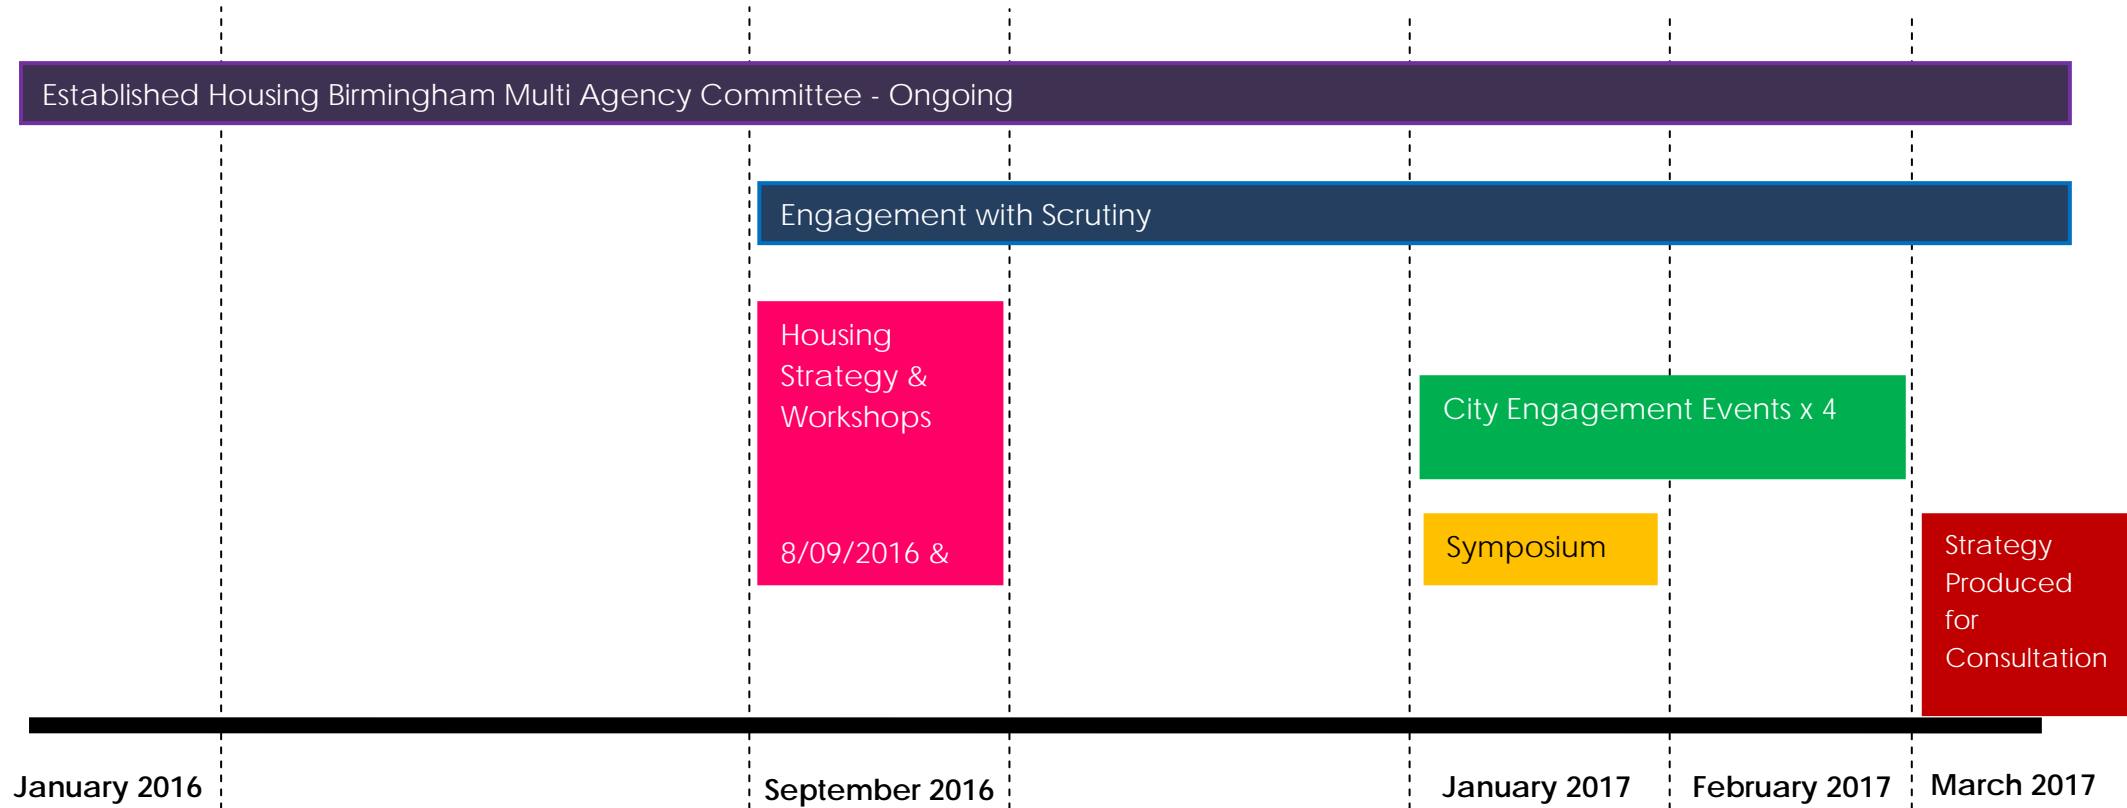 Established Housing Birmingham Multi Agency Committee - Ongoing
Engagement with Scrutiny
Housing
Strategy &
Workshops
8/09/2016 &
City Engagement Events x 4
Symposium
Strategy
Produced
for
Consultation
January 2016
September 2016
January 2017
February 2017
March 2017